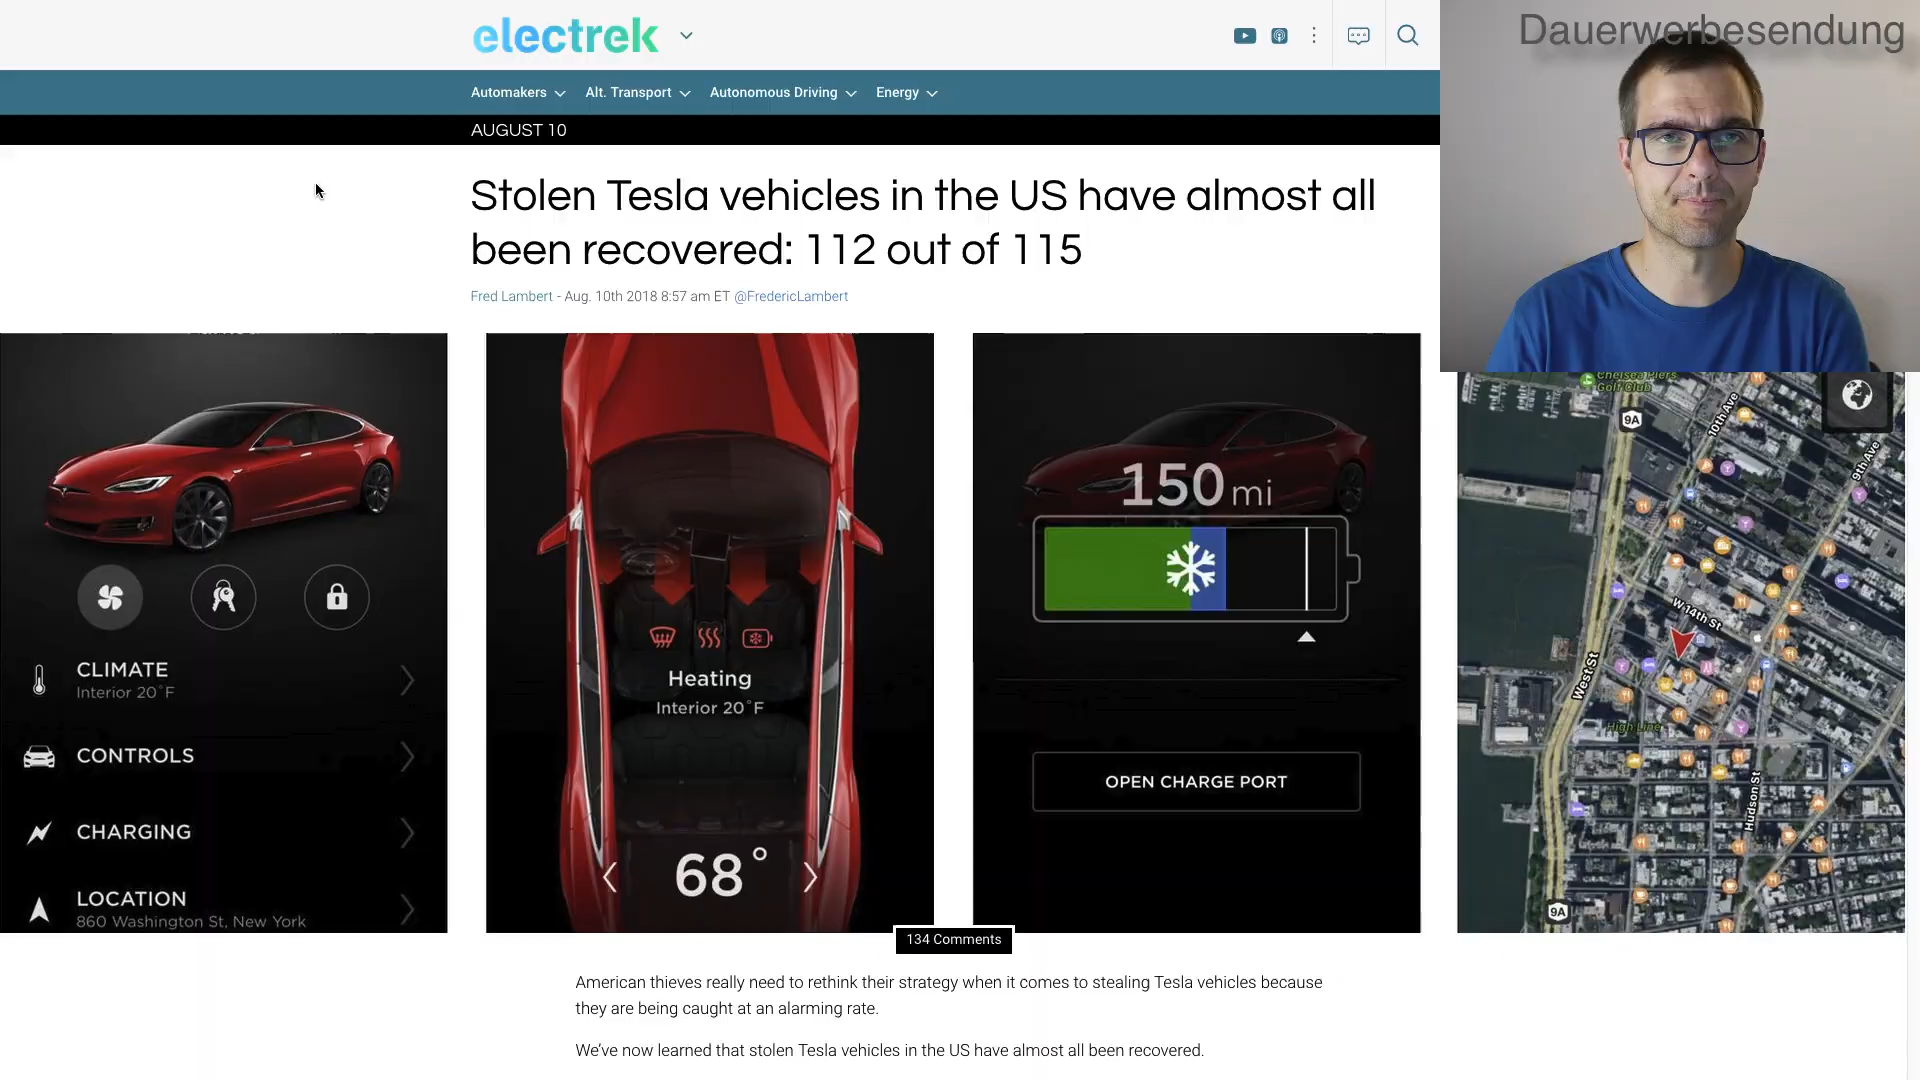 electrek
Dauerwerbesendung
Automakers
Alt. Transport
Autonomous Driving
Energy
AUGUST 10
Stolen Tesla vehicles in the US have almost all
been recovered: 112 out of 115
Fred Lambert - Aug. 10th 2018 8:57 am ET @FredericLambert
CLIMATE
Interior 20°F
CONTROLS
CHARGING
LOCATION
860 Washington St, New York
Heating
Interior 20°F
68°
150 mi
OPEN CHARGE PORT
Chelsea Piers
Golf Club
9A
10th Ave
9th Ave
W 14th St
West St
High Line
Hudson St
9A
134 Comments
American thieves really need to rethink their strategy when it comes to stealing Tesla vehicles because
they are being caught at an alarming rate.
We've now learned that stolen Tesla vehicles in the US have almost all been recovered.